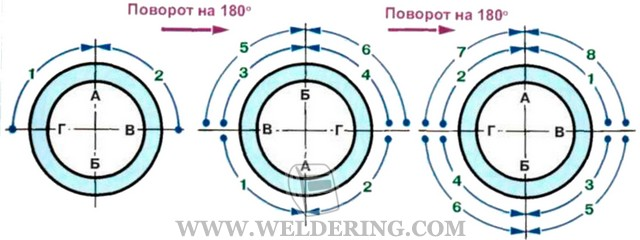 Поворот на 180°
Поворот на 180°
1 2
А
Г В
Б
5 6
3 4
Б
В Г
А
1 2
7 8
2 1
А
Г В
Б
4 3
6 5
WWW.WELDERING.COM